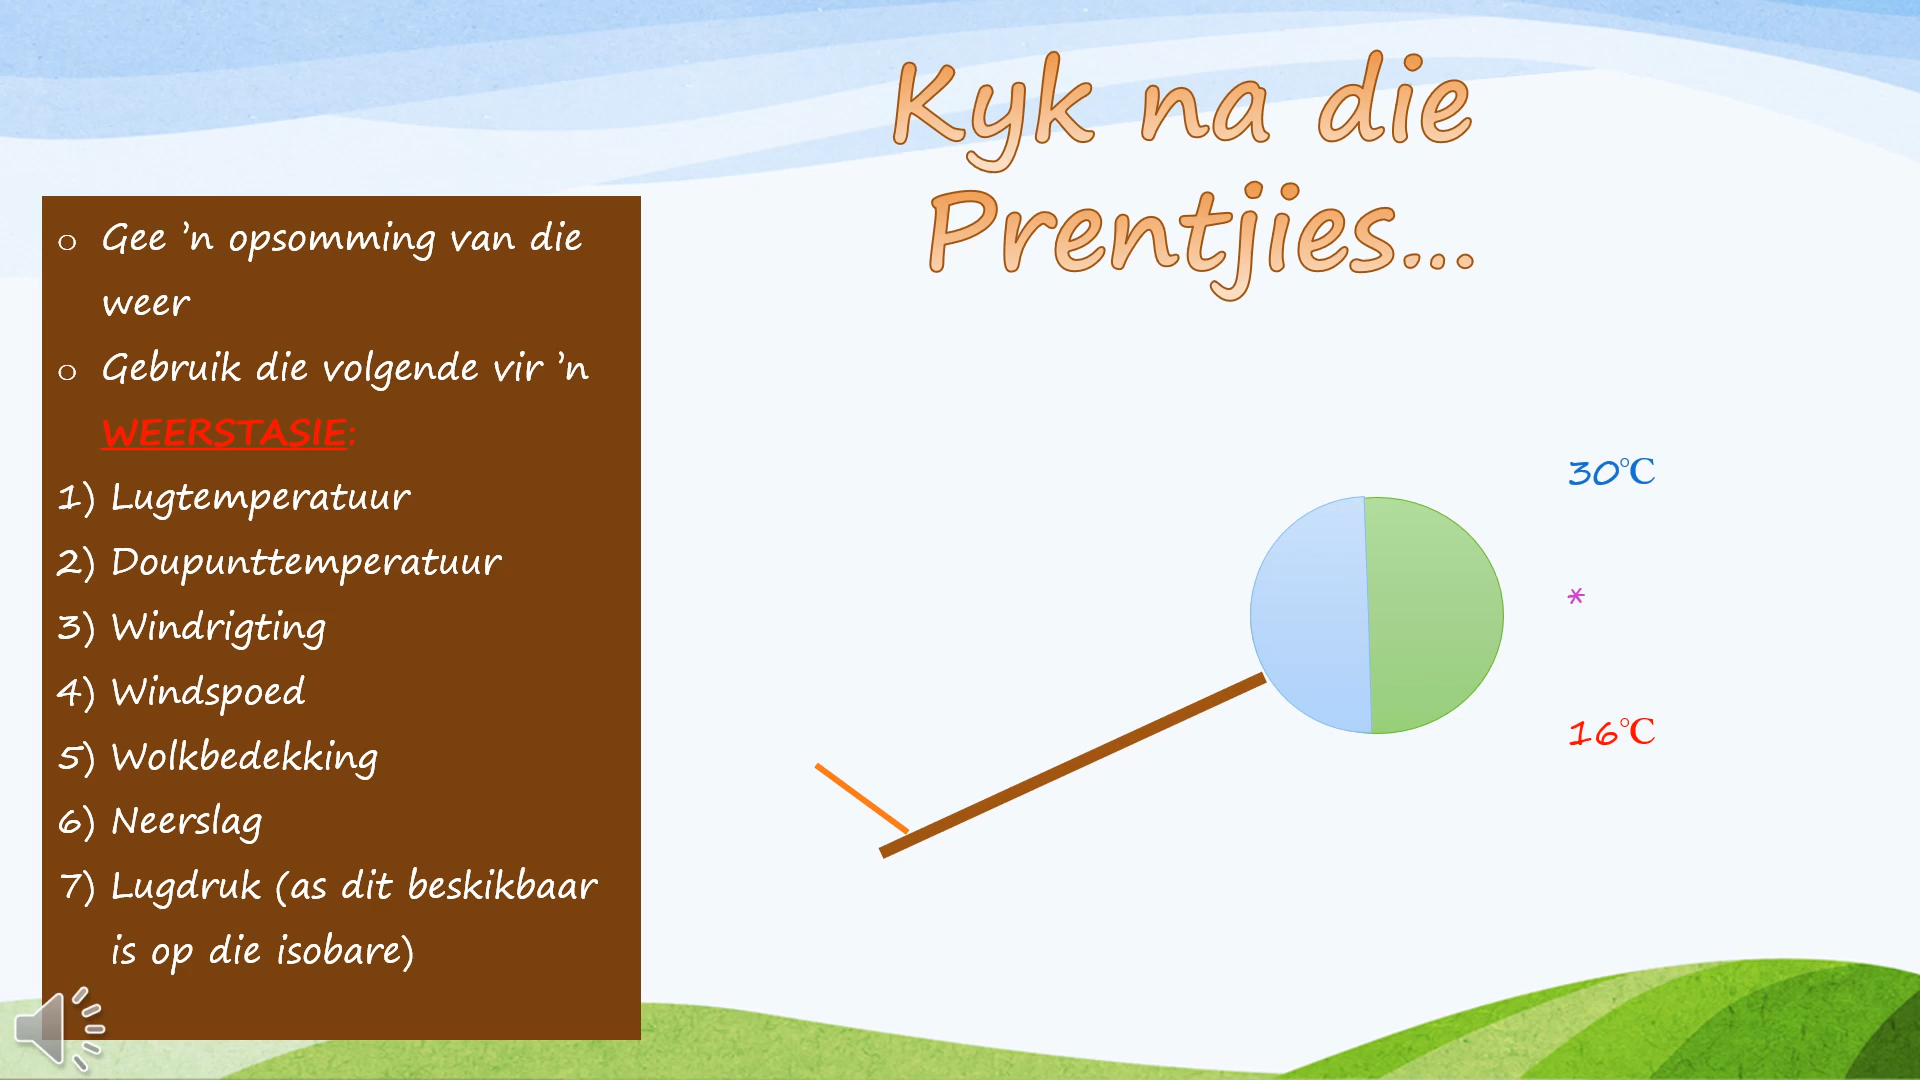 Kyk na die
Prentjies...
o Gee ’n opsomming van die
weer
o Gebruik die volgende vir ’n
WEERSTASIE:
1) Lugtemperatuur
2) Doupunttemperatuur
3) Windrigting
4) Windspoed
5) Wolkbedekking
6) Neerslag
7) Lugdruk (as dit beskikbaar
is op die isobare)
30℃
*
16℃